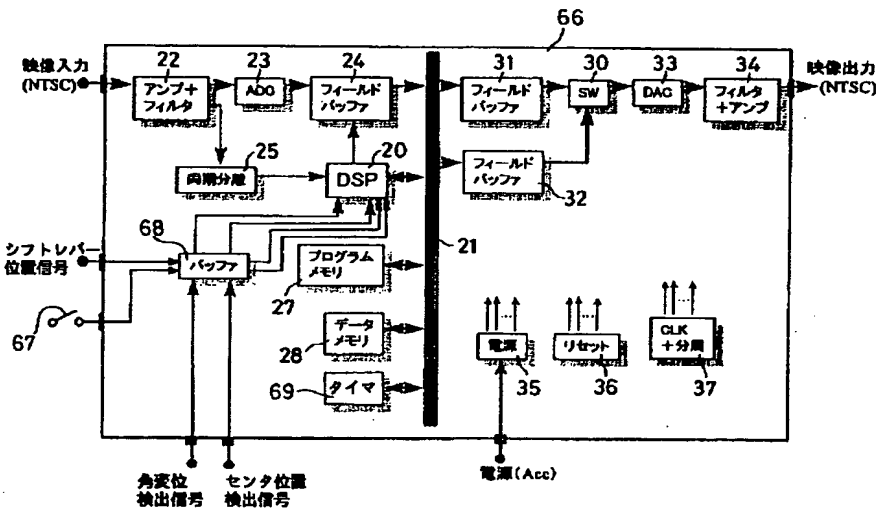 66
映像入力
(NTSC)
22
アンプ+
フィルタ
23
ADC
24
フィールド
バッファ
31
フィールド
バッファ
30
SW
33
DAC
34
フィルタ
+アンプ
映像出力
(NTSC)
25
同期分離
20
DSP
フィールド
バッファ
32
21
シフトレバー
位置信号
68
バッファ
67
プログラム
メモリ
27
データ
メモリ
28
69
タイマ
電源
35
リセット
36
CLK
+分周
37
角変位
検出信号
センタ位置
検出信号
電源(Acc)